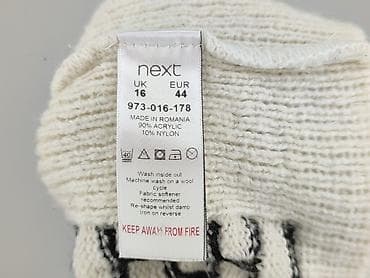 next
UK EUR
16 44
973-016-178
MADE IN ROMANIA
90% ACRYLIC
10% NYLON
40
Wash inside out
Machine wash on a wool
cycle
Fabric softener
recommended
Re-shape whilst damp
Iron on reverse
KEEP AWAY FROM FIRE